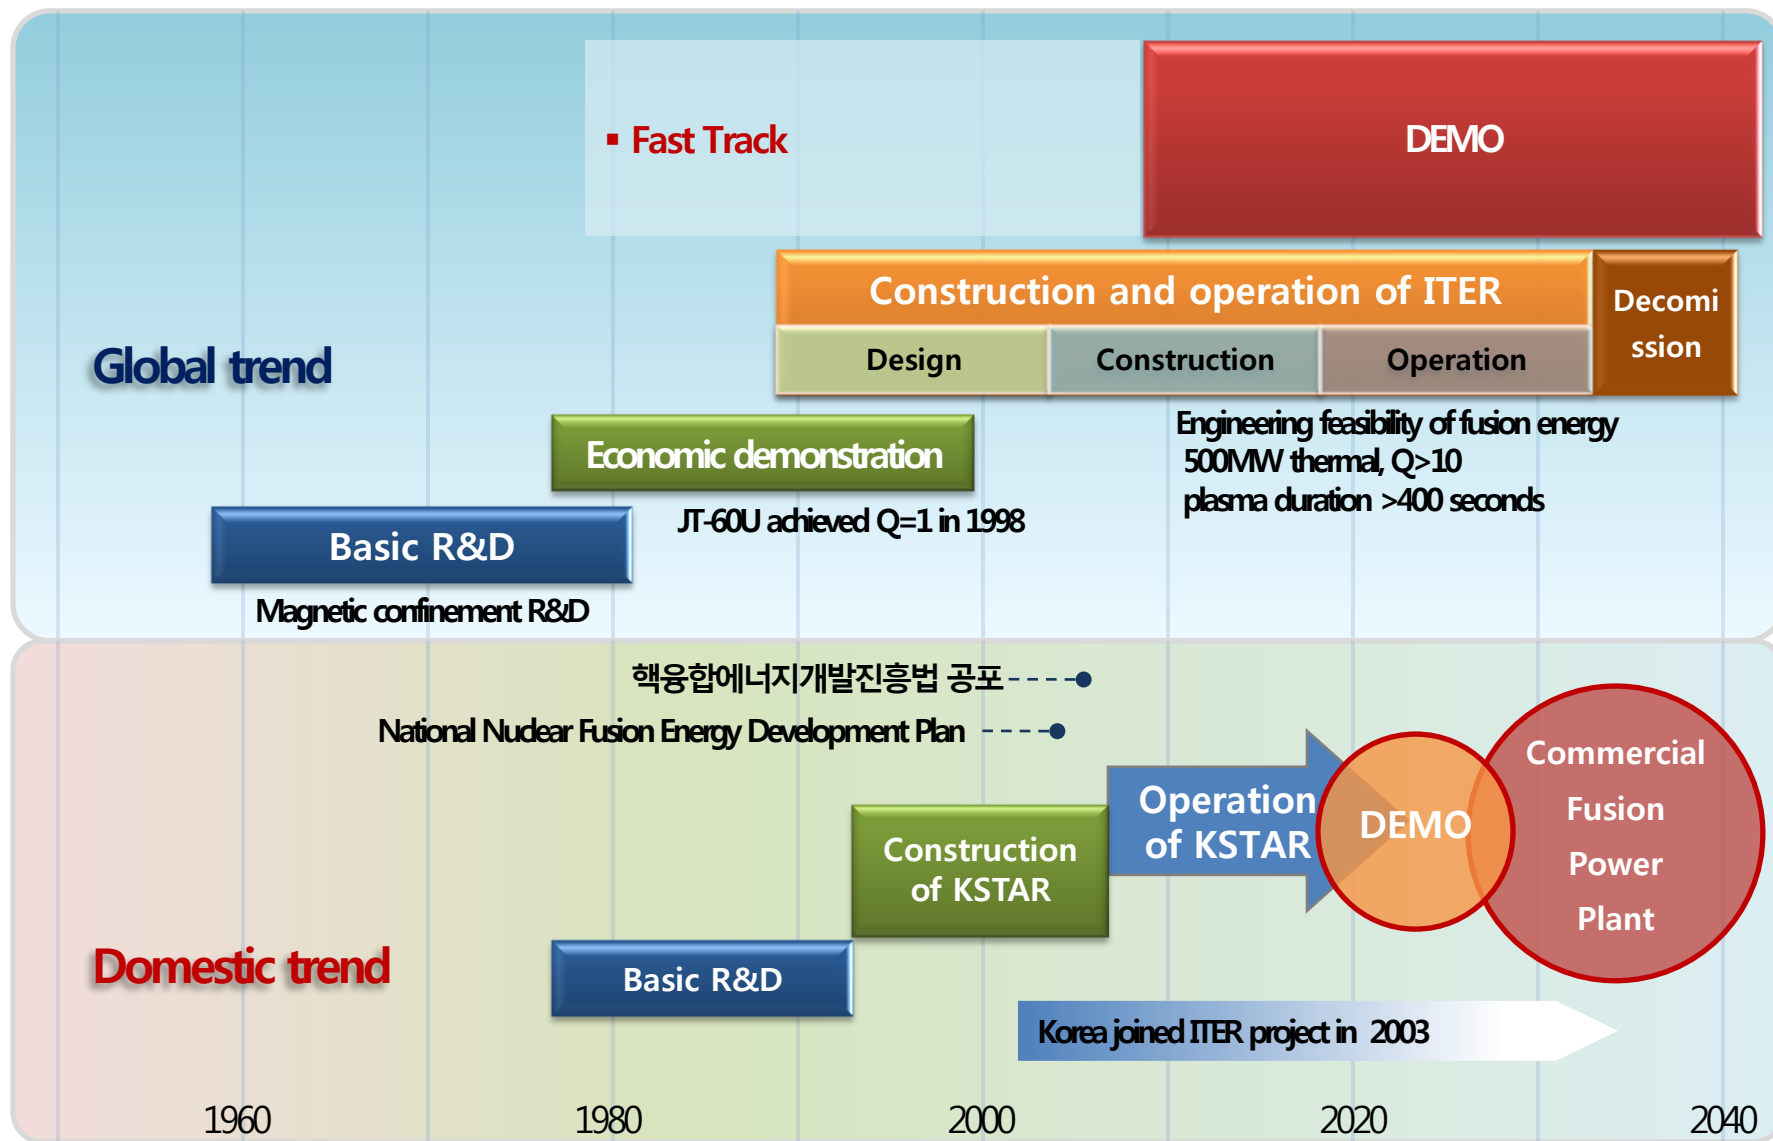 ▪ Fast Track
DEMO
Construction and operation of ITER
Decomi
ssion
Design
Construction
Operation
Global trend
Engineering feasibility of fusion energy
500MW thermal, Q>10
plasma duration >400 seconds
Economic demonstration
JT-60U achieved Q=1 in 1998
Basic R&D
Magnetic confinement R&D
핵융합에너지개발진흥법 공포
National Nuclear Fusion Energy Development Plan
Commercial
Fusion
Power
Plant
Operation
of KSTAR
DEMO
Construction
of KSTAR
Domestic trend
Basic R&D
Korea joined ITER project in 2003
1960
1980
2000
2020
2040